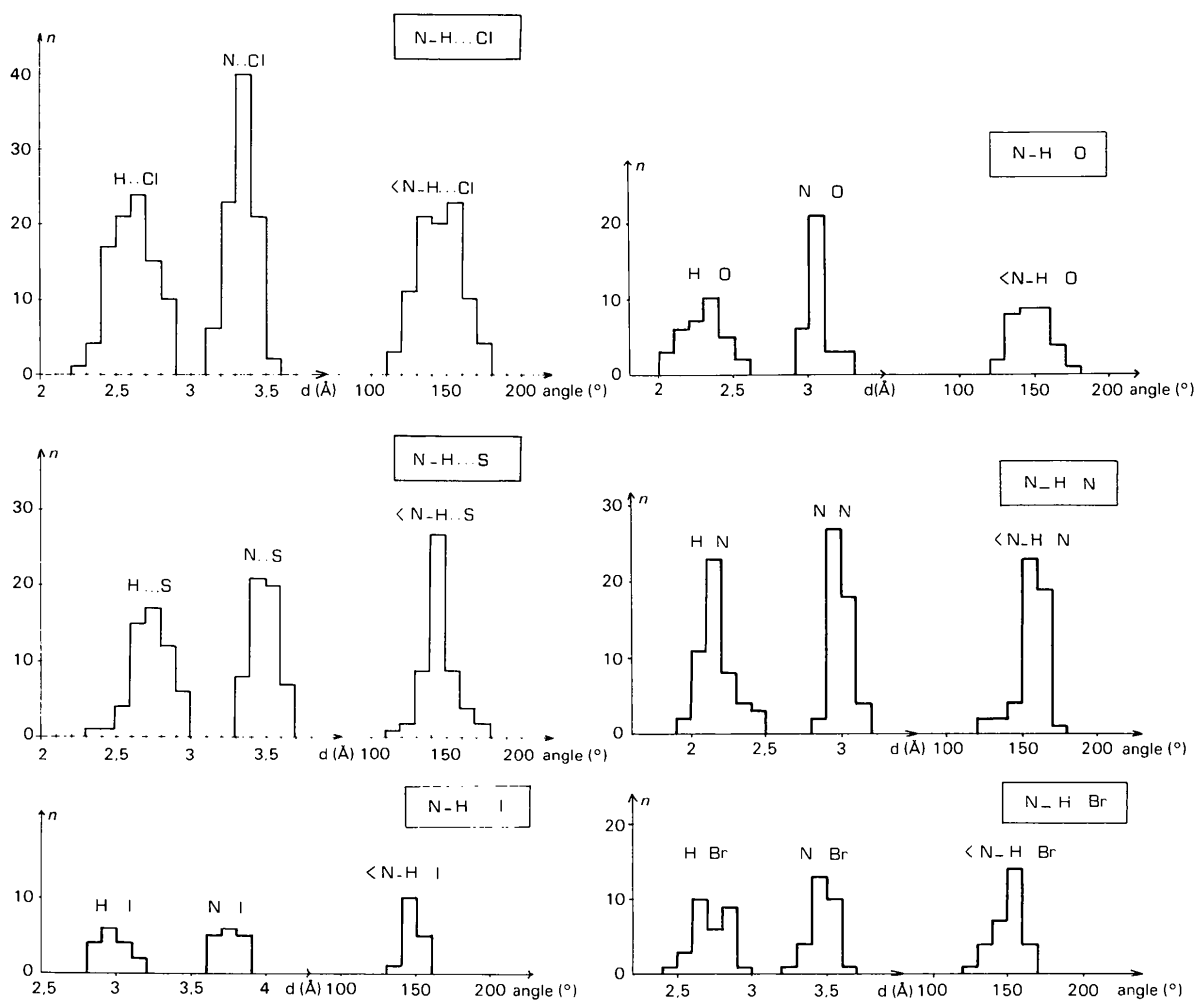 N–H...Cl
n
N..Cl
H..Cl
<N–H...Cl
40
30
20
10
0
2 2,5 3 3,5 d (Å) 100 150 200 angle (°)
N–H O
n
N O
H O
<N–H O
20
10
0
2 2,5 3 d(Å) 100 150 200 angle (°)
N–H...S
n
<N–H..S
N..S
H...S
30
20
10
0
2 2,5 3 3,5 d (Å) 100 150 200 angle (°)
N–H N
n
N N
H N
<N–H N
30
20
10
0
2 2,5 3 d (Å) 100 150 200 angle (°)
N–H I
n
<N–H I
H I
N I
10
0
2,5 3 3,5 4 d (Å) 100 150 200 angle (°)
N–H Br
n
H Br
N Br
<N–H Br
20
10
0
2,5 3 3,5 d (Å) 100 150 200 angle (°)